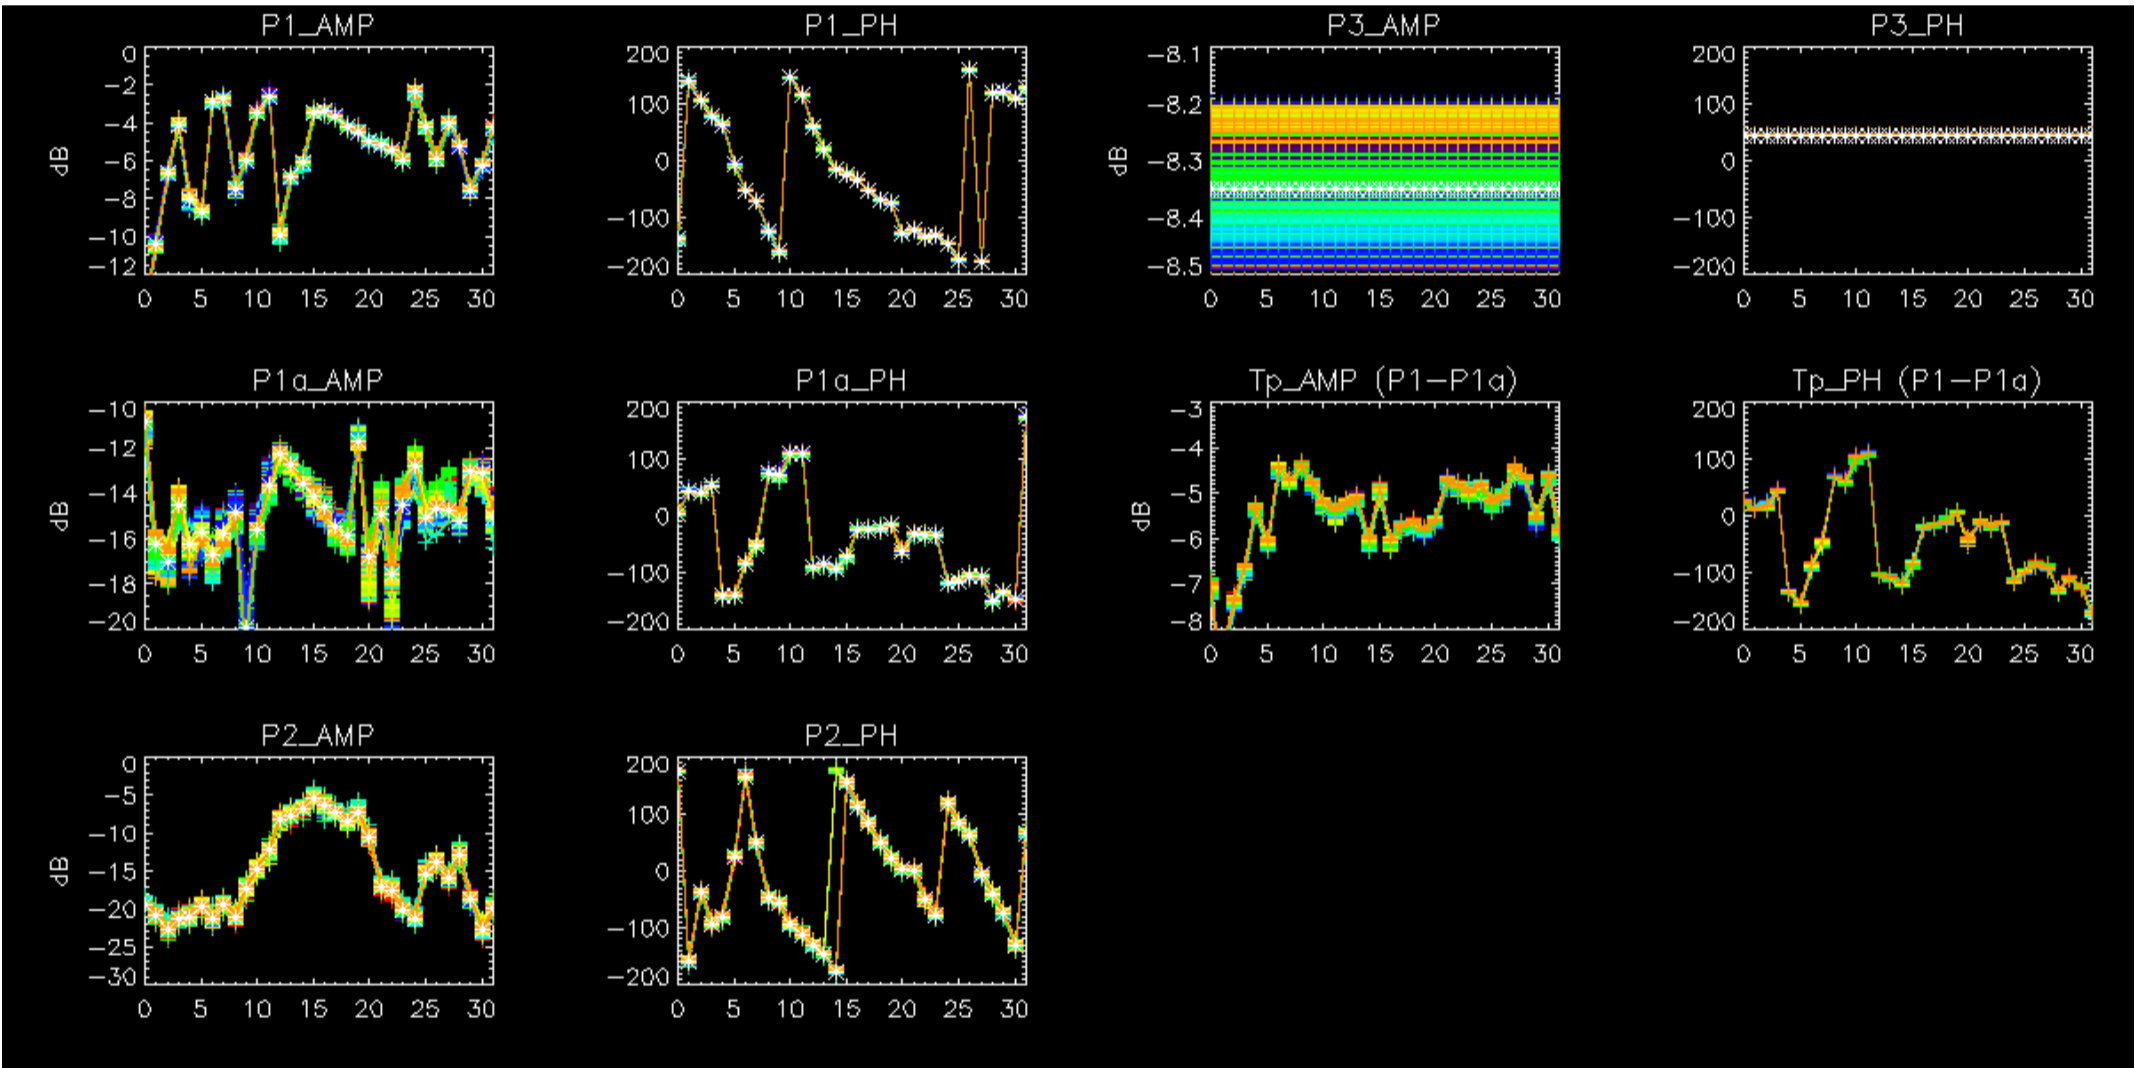 P1_AMP P1_PH P3_AMP P3_PH
0 200 -8.1 200
-2 100 -8.2 100
-4 0 -8.3 0
-6 -100 -8.4 -100
-8 -200 -8.5 -200
-10
-12
dB dB
0 5 10 15 20 25 30 0 5 10 15 20 25 30 0 5 10 15 20 25 30 0 5 10 15 20 25 30
P1a_AMP P1a_PH Tp_AMP (P1-P1a) Tp_PH (P1-P1a)
-10 200 -3 200
-12 100 -4 100
-14 0 -5 0
-16 -100 -6 -100
-18 -200 -7 -200
-20 -8
dB dB
0 5 10 15 20 25 30 0 5 10 15 20 25 30 0 5 10 15 20 25 30 0 5 10 15 20 25 30
P2_AMP P2_PH
0 200
-5 100
-10 0
-15 -100
-20 -200
-25
-30
dB
0 5 10 15 20 25 30 0 5 10 15 20 25 30